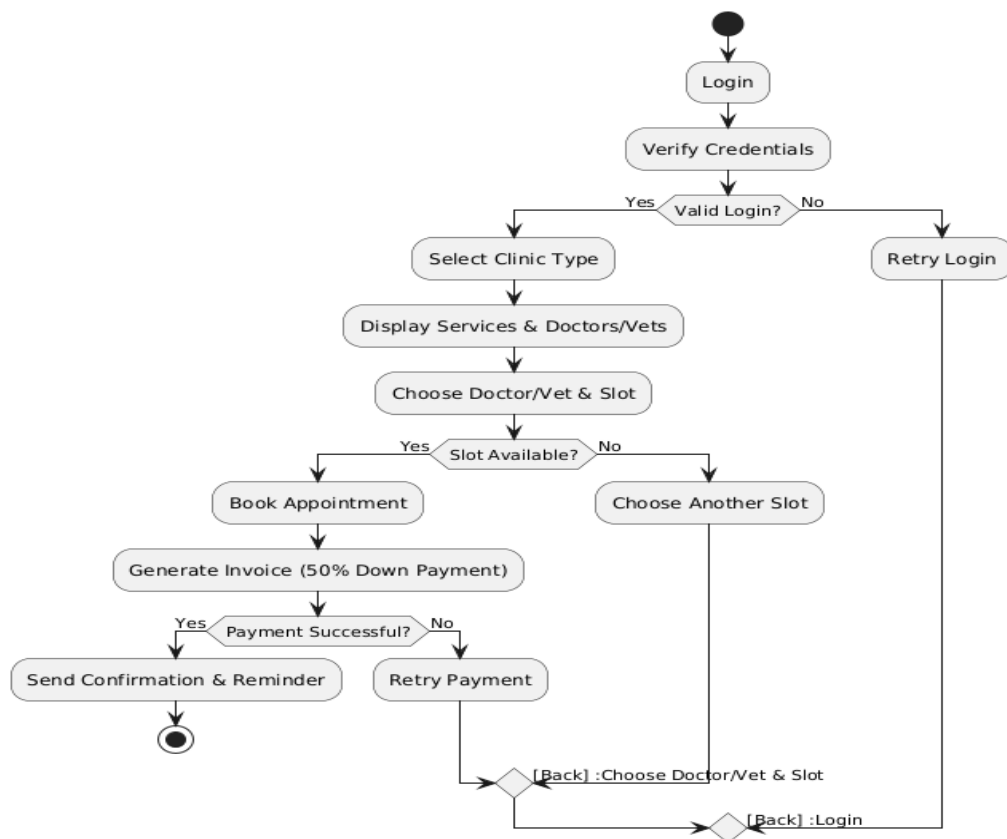 Login
Verify Credentials
Yes
Valid Login?
No
Select Clinic Type
Retry Login
Display Services & Doctors/Vets
Choose Doctor/Vet & Slot
Yes
Slot Available?
No
Book Appointment
Choose Another Slot
Generate Invoice (50% Down Payment)
Yes
Payment Successful?
No
Send Confirmation & Reminder
Retry Payment
[Back] :Choose Doctor/Vet & Slot
[Back] :Login